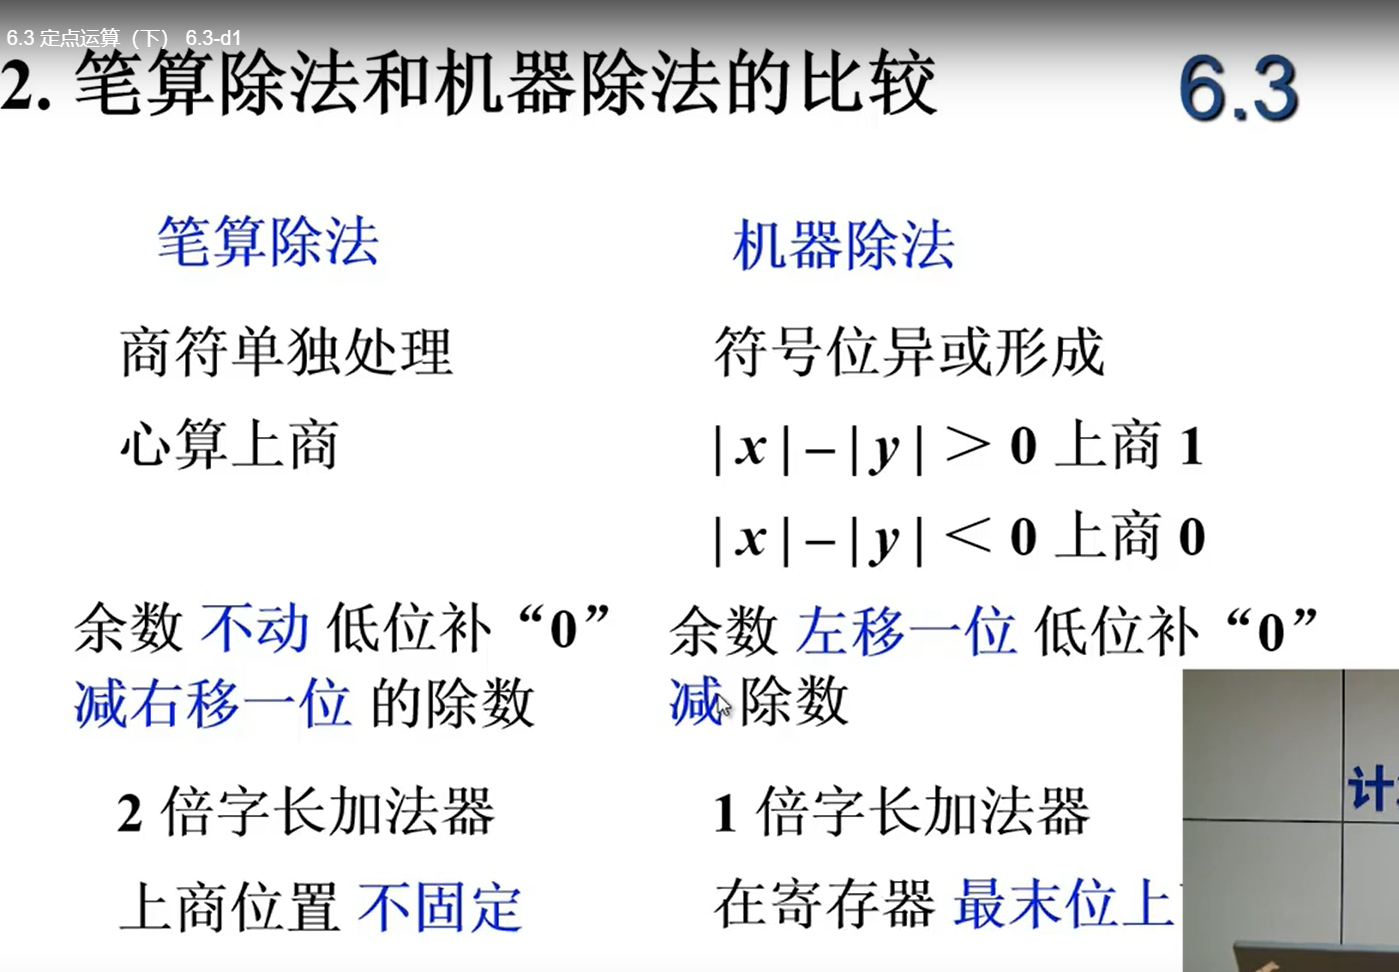 6.3 定点运算（下） 6.3-d1
2. 笔算除法和机器除法的比较 6.3
笔算除法 机器除法
商符单独处理 符号位异或形成
心算上商 |x|–|y|＞0 上商 1
|x|–|y|＜0 上商 0
余数 不动 低位补“0” 余数 左移一位 低位补“0”
减右移一位 的除数 减 除数
2 倍字长加法器 1 倍字长加法器
上商位置 不固定 在寄存器 最末位上
计